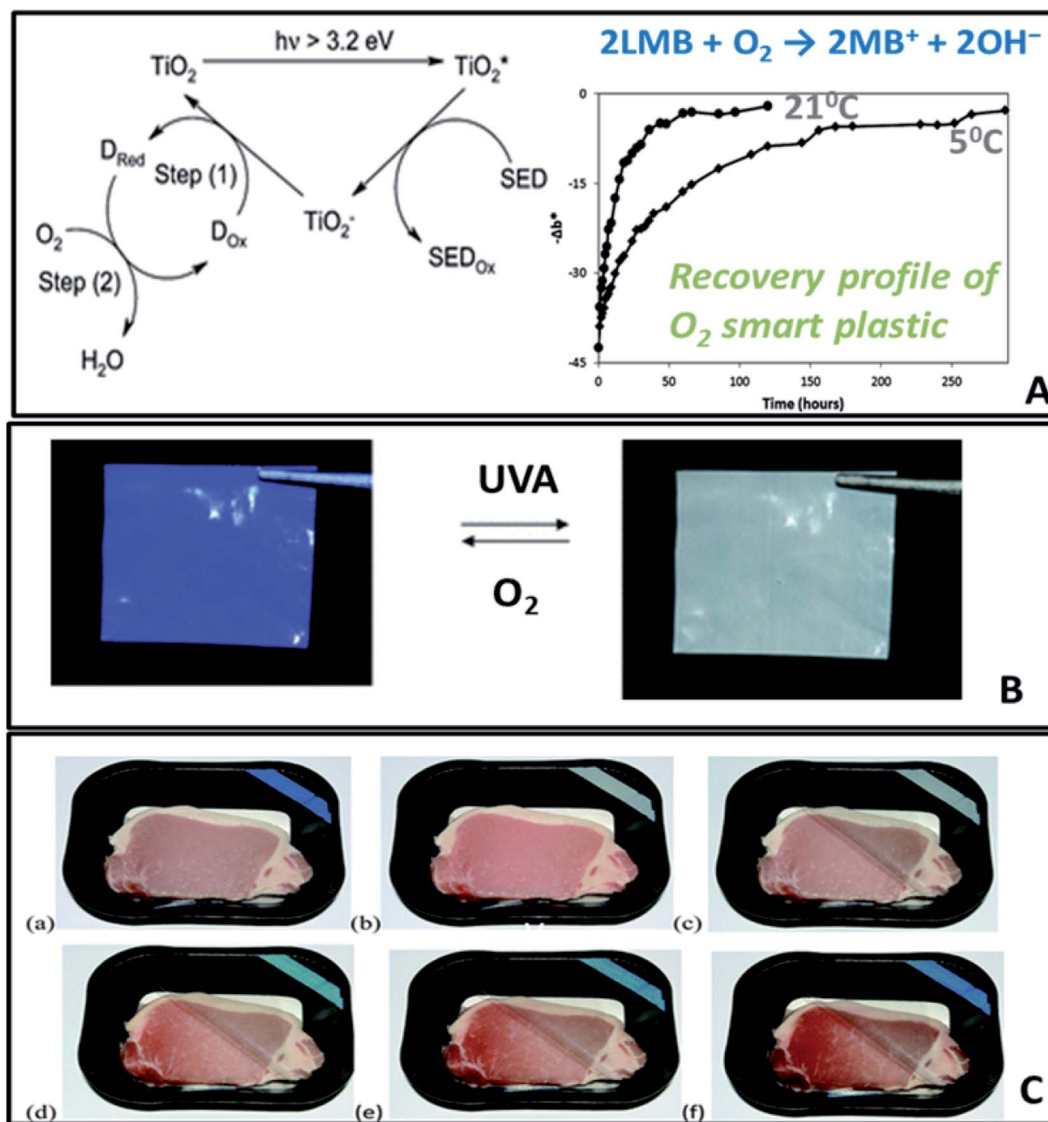 hν > 3.2 eV
TiO₂
TiO₂*
D_Red
Step (1)
D_Ox
TiO₂⁻
SED
SED_Ox
O₂
Step (2)
H₂O
2LMB + O₂ → 2MB⁺ + 2OH⁻
21⁰C
5⁰C
0
-15
-30
-45
-Δb*
Recovery profile of
O₂ smart plastic
0
50
100
150
200
250
Time (hours)
A
UVA
O₂
B
(a)
(b)
(c)
(d)
(e)
(f)
C